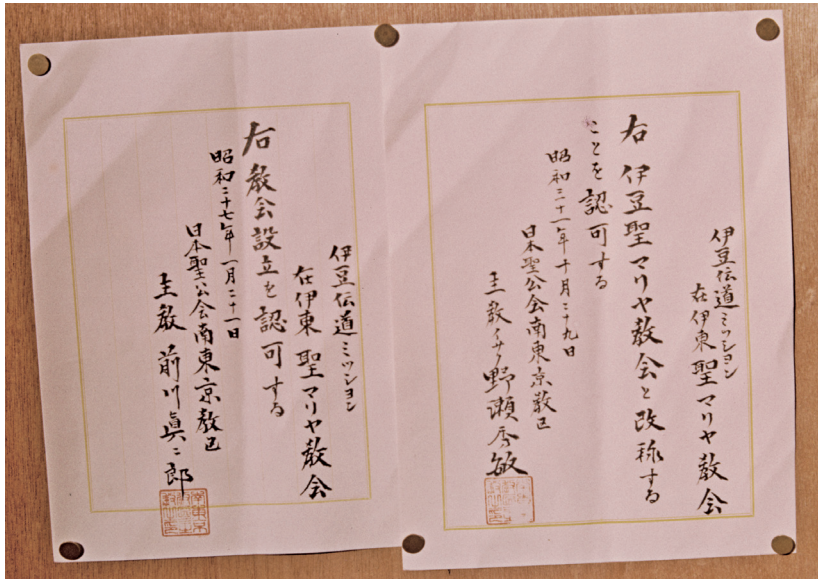 伊豆伝道ミッション
在伊東 聖マリヤ教会
右 伊豆聖マリヤ教会と改称する
ことを認可する
昭和三十一年十月二十九日
日本聖公会南東京教区
主教イサク野瀬秀敏
伊豆伝道ミッション
在伊東 聖マリヤ教会
右教会設立を認可する
昭和二十七年一月二十一日
日本聖公会南東京教区
主教 前川眞二郎